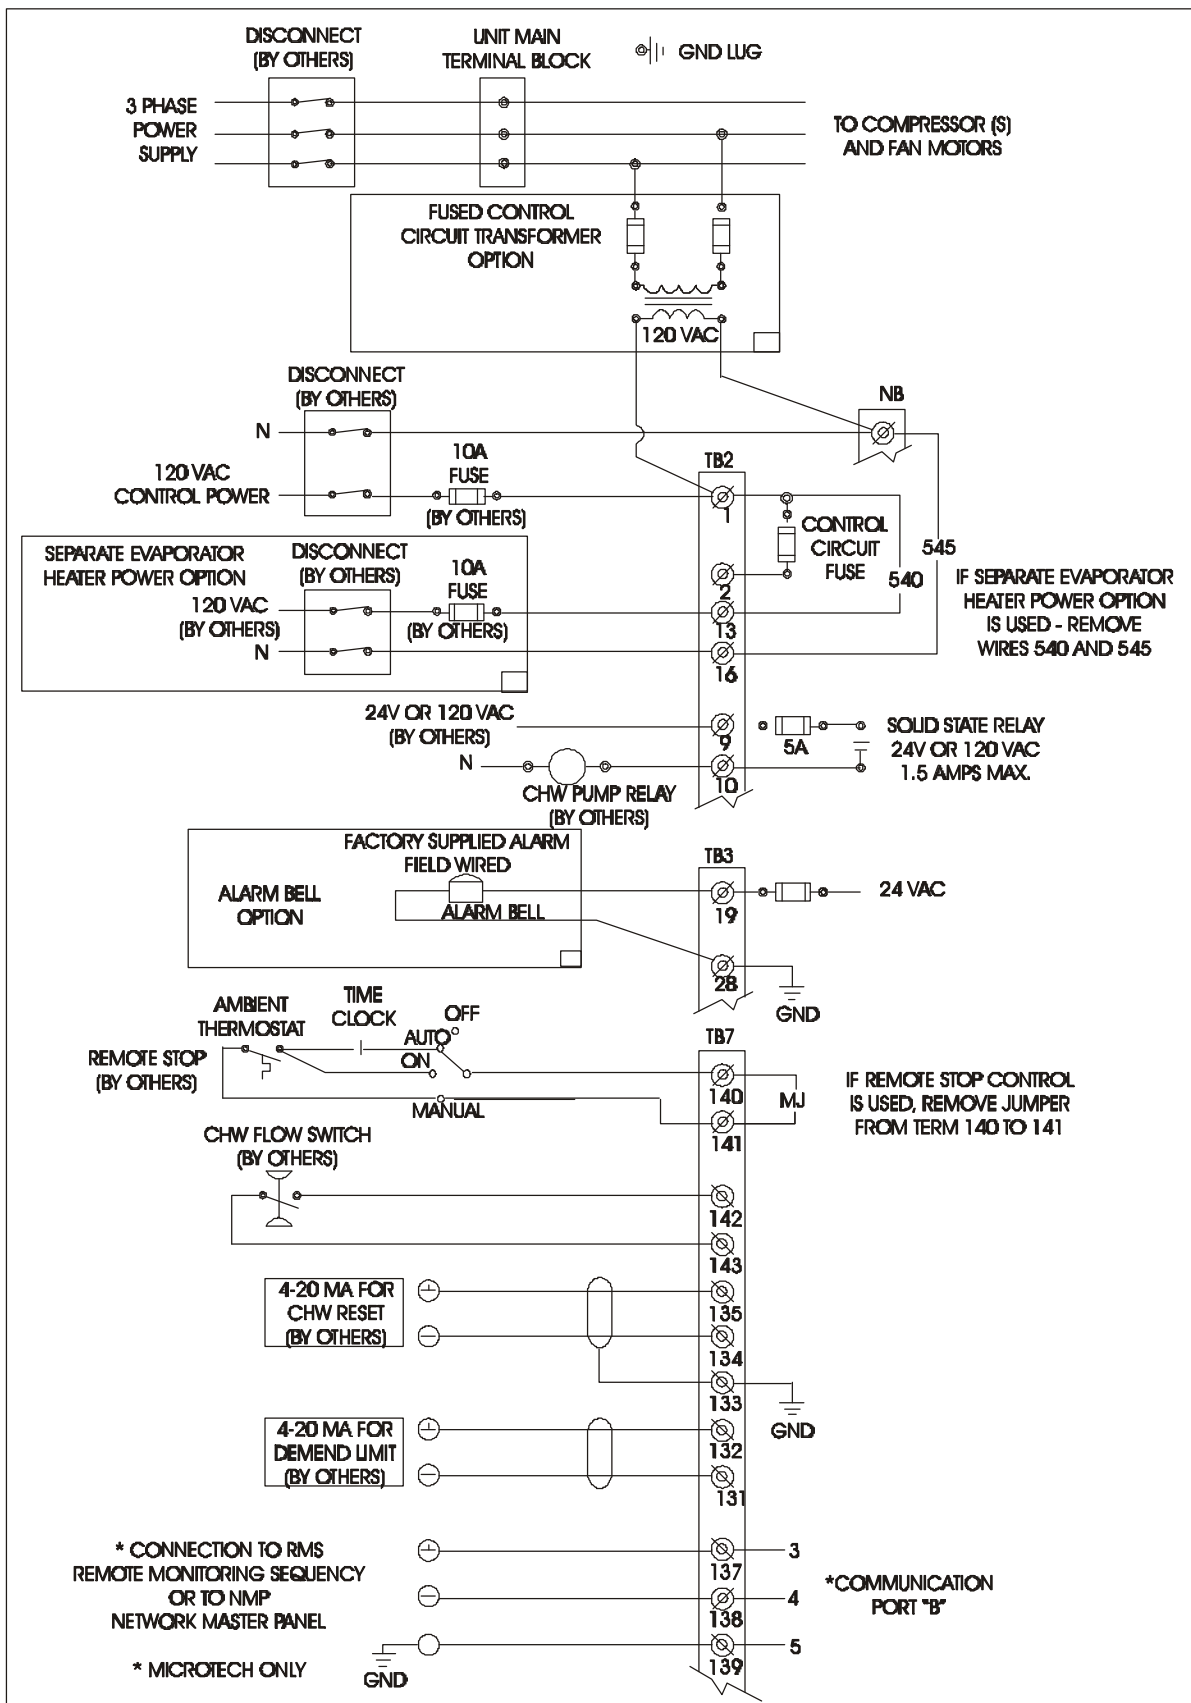 DISCONNECT
(BY OTHERS)
UNIT MAIN
TERMINAL BLOCK
GND LUG
3 PHASE
POWER
SUPPLY
TO COMPRESSOR (S)
AND FAN MOTORS
FUSED CONTROL
CIRCUIT TRANSFORMER
OPTION
120 VAC
DISCONNECT
(BY OTHERS)
NB
N
10A
FUSE
(BY OTHERS)
TB2
120 VAC
CONTROL POWER
1
CONTROL
CIRCUIT
FUSE
545
540
2
SEPARATE EVAPORATOR
HEATER POWER OPTION
DISCONNECT
(BY OTHERS)
10A
FUSE
(BY OTHERS)
120 VAC
(BY OTHERS)
N
13
16
IF SEPARATE EVAPORATOR
HEATER POWER OPTION
IS USED - REMOVE
WIRES 540 AND 545
24V OR 120 VAC
(BY OTHERS)
9
5A
SOLID STATE RELAY
24V OR 120 VAC
1.5 AMPS MAX.
N
CHW PUMP RELAY
(BY OTHERS)
10
FACTORY SUPPLIED ALARM
FIELD WIRED
ALARM BELL
OPTION
ALARM BELL
TB3
19
24 VAC
28
GND
AMBIENT
THERMOSTAT
TIME
CLOCK
OFF
AUTO
ON
MANUAL
REMOTE STOP
(BY OTHERS)
TB7
140
MJ
141
IF REMOTE STOP CONTROL
IS USED, REMOVE JUMPER
FROM TERM 140 TO 141
CHW FLOW SWITCH
(BY OTHERS)
142
143
4-20 MA FOR
CHW RESET
(BY OTHERS)
+
−
135
134
133
GND
4-20 MA FOR
DEMEND LIMIT
(BY OTHERS)
+
−
132
131
* CONNECTION TO RMS
REMOTE MONITORING SEQUENCY
OR TO NMP
NETWORK MASTER PANEL
* MICROTECH ONLY
+
−
GND
137
138
139
3
4
5
*COMMUNICATION
PORT "B"